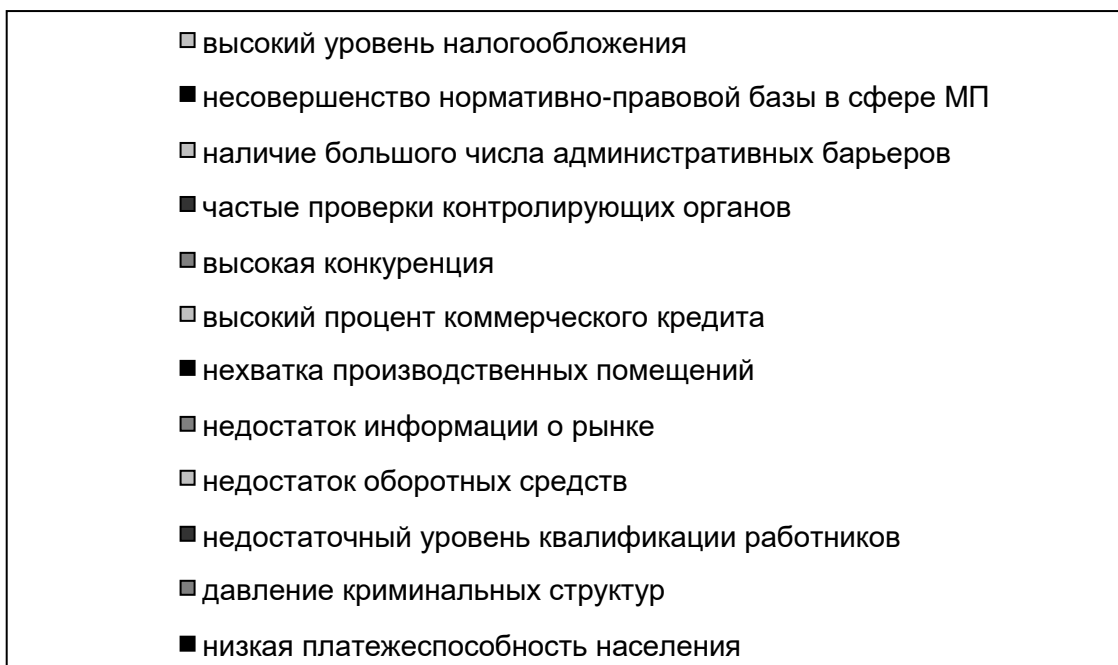 высокий уровень налогообложения
несовершенство нормативно-правовой базы в сфере МП
наличие большого числа административных барьеров
частые проверки контролирующих органов
высокая конкуренция
высокий процент коммерческого кредита
нехватка производственных помещений
недостаток информации о рынке
недостаток оборотных средств
недостаточный уровень квалификации работников
давление криминальных структур
низкая платежеспособность населения